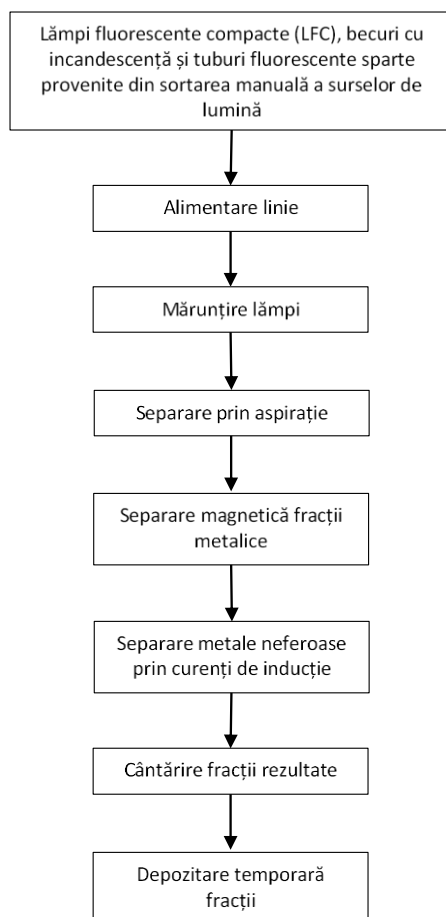 Lămpi fluorescente compacte (LFC), becuri cu
incandescență și tuburi fluorescente sparte
provenite din sortarea manuală a surselor de
lumină
Alimentare linie
Mărunțire lămpi
Separare prin aspirație
Separare magnetică fracții
metalice
Separare metale neferoase
prin curenți de inducție
Cântărire fracții rezultate
Depozitare temporară
fracții